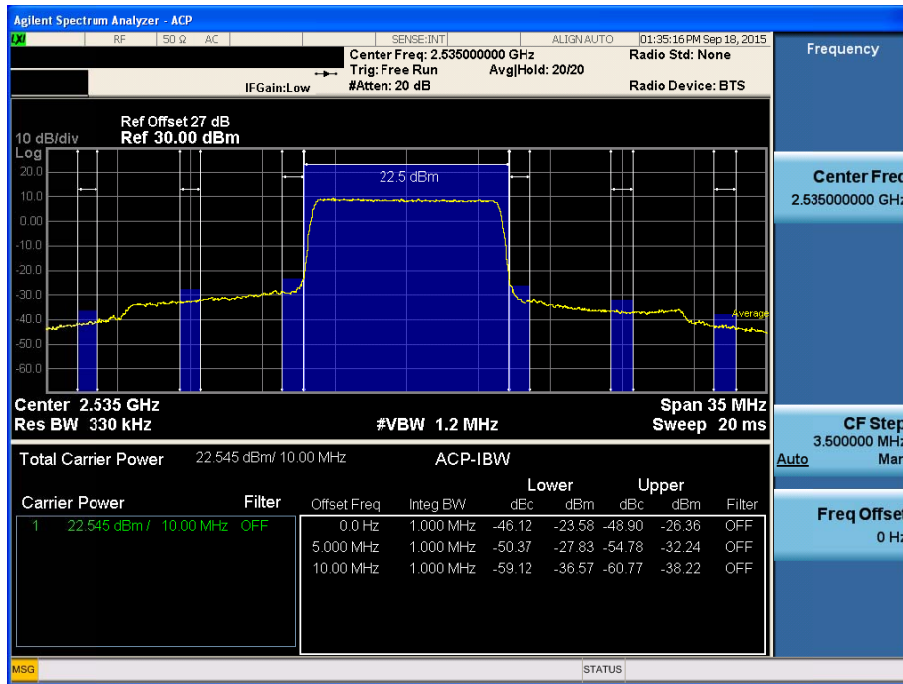 Agilent Spectrum Analyzer - ACP
LXI RF 50 Ω AC SENSE:INT ALIGN AUTO 01:35:16 PM Sep 18, 2015
Center Freq: 2.535000000 GHz Radio Std: None
Trig: Free Run Avg|Hold: 20/20
IFGain:Low #Atten: 20 dB Radio Device: BTS
Ref Offset 27 dB
10 dB/div Ref 30.00 dBm
Log
20.0
10.0
0.00
-10.0
-20.0
-30.0
-40.0
-50.0
-60.0
22.5 dBm
Average
Center 2.535 GHz Span 35 MHz
Res BW 330 kHz #VBW 1.2 MHz Sweep 20 ms
Total Carrier Power 22.545 dBm/ 10.00 MHz ACP-IBW
Lower Upper
Carrier Power Filter Offset Freq Integ BW dBc dBm dBc dBm Filter
1 22.545 dBm / 10.00 MHz OFF 0.0 Hz 1.000 MHz -46.12 -23.58 -48.90 -26.36 OFF
5.000 MHz 1.000 MHz -50.37 -27.83 -54.78 -32.24 OFF
10.00 MHz 1.000 MHz -59.12 -36.57 -60.77 -38.22 OFF
MSG STATUS
Frequency
Center Freq
2.535000000 GHz
CF Step
3.500000 MHz
Auto Man
Freq Offset
0 Hz